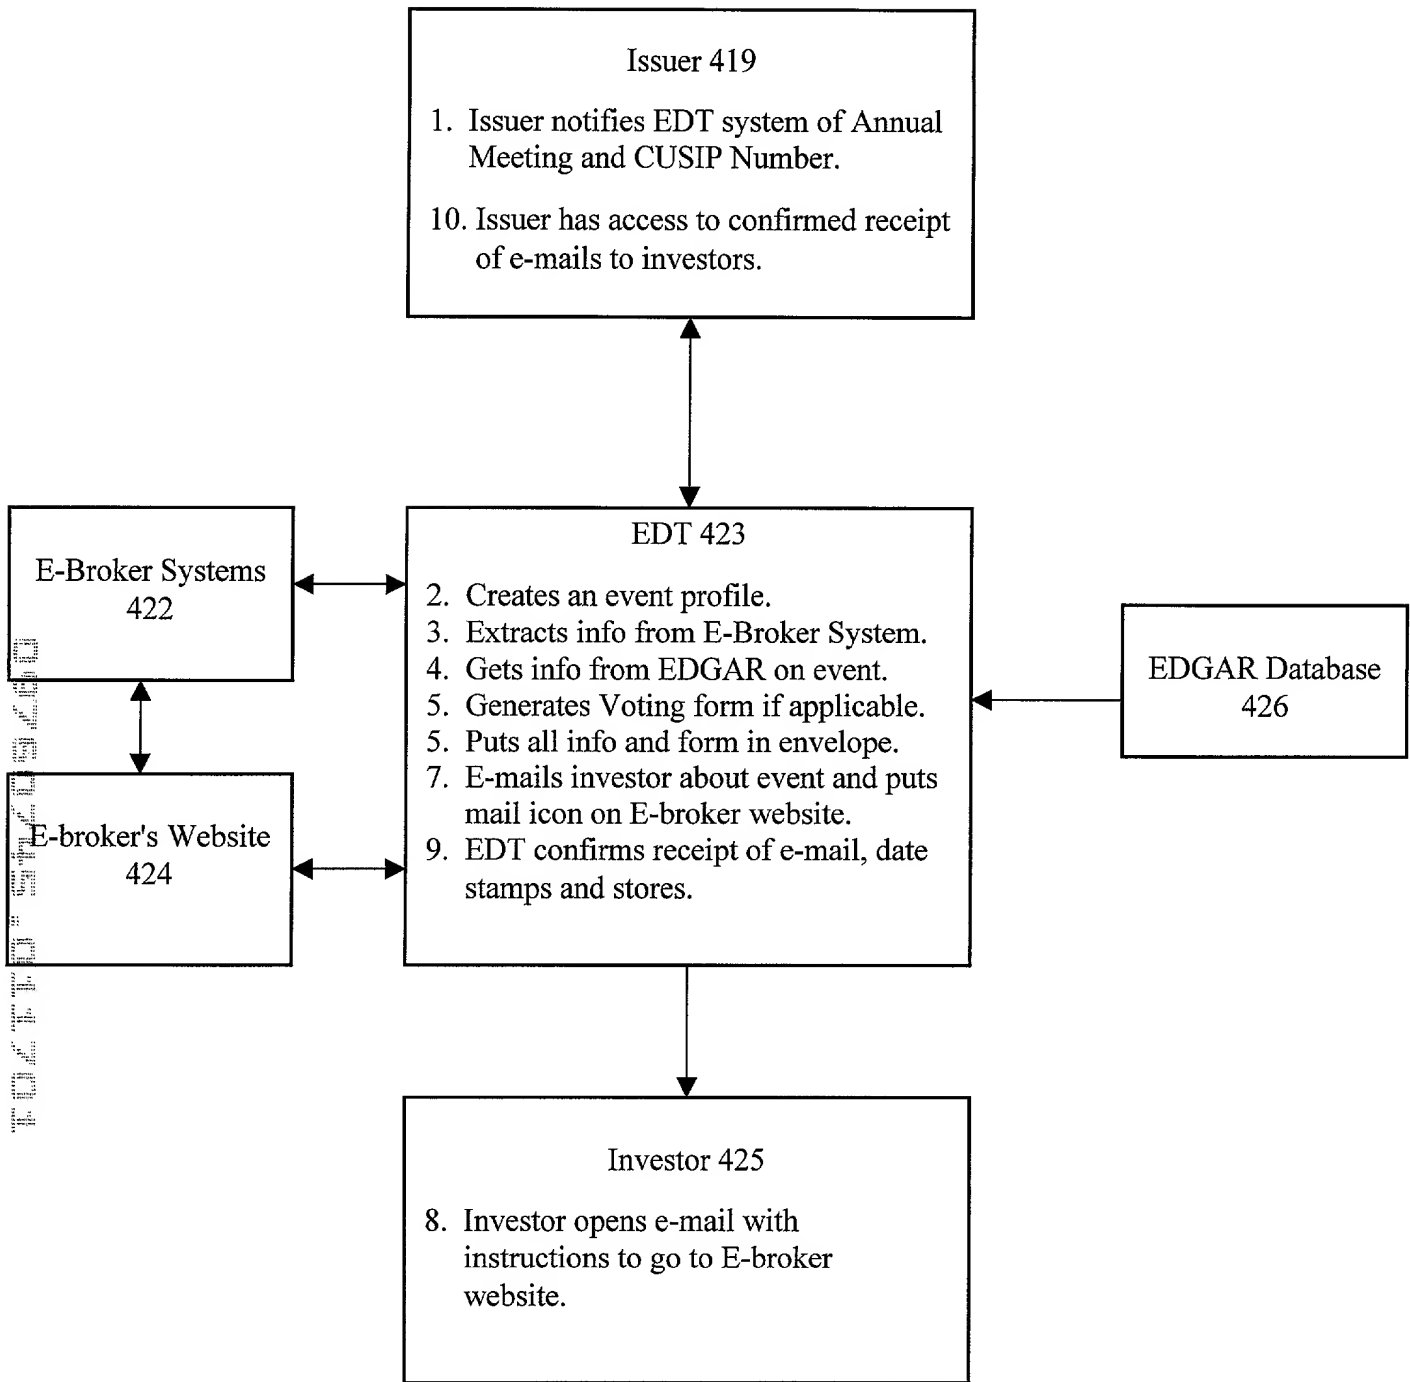 Issuer 419
1. Issuer notifies EDT system of Annual
Meeting and CUSIP Number.
10. Issuer has access to confirmed receipt
of e-mails to investors.
E-Broker Systems
422
E-broker's Website
424
EDT 423
2. Creates an event profile.
3. Extracts info from E-Broker System.
4. Gets info from EDGAR on event.
5. Generates Voting form if applicable.
5. Puts all info and form in envelope.
7. E-mails investor about event and puts
mail icon on E-broker website.
9. EDT confirms receipt of e-mail, date
stamps and stores.
EDGAR Database
426
Investor 425
8. Investor opens e-mail with
instructions to go to E-broker
website.